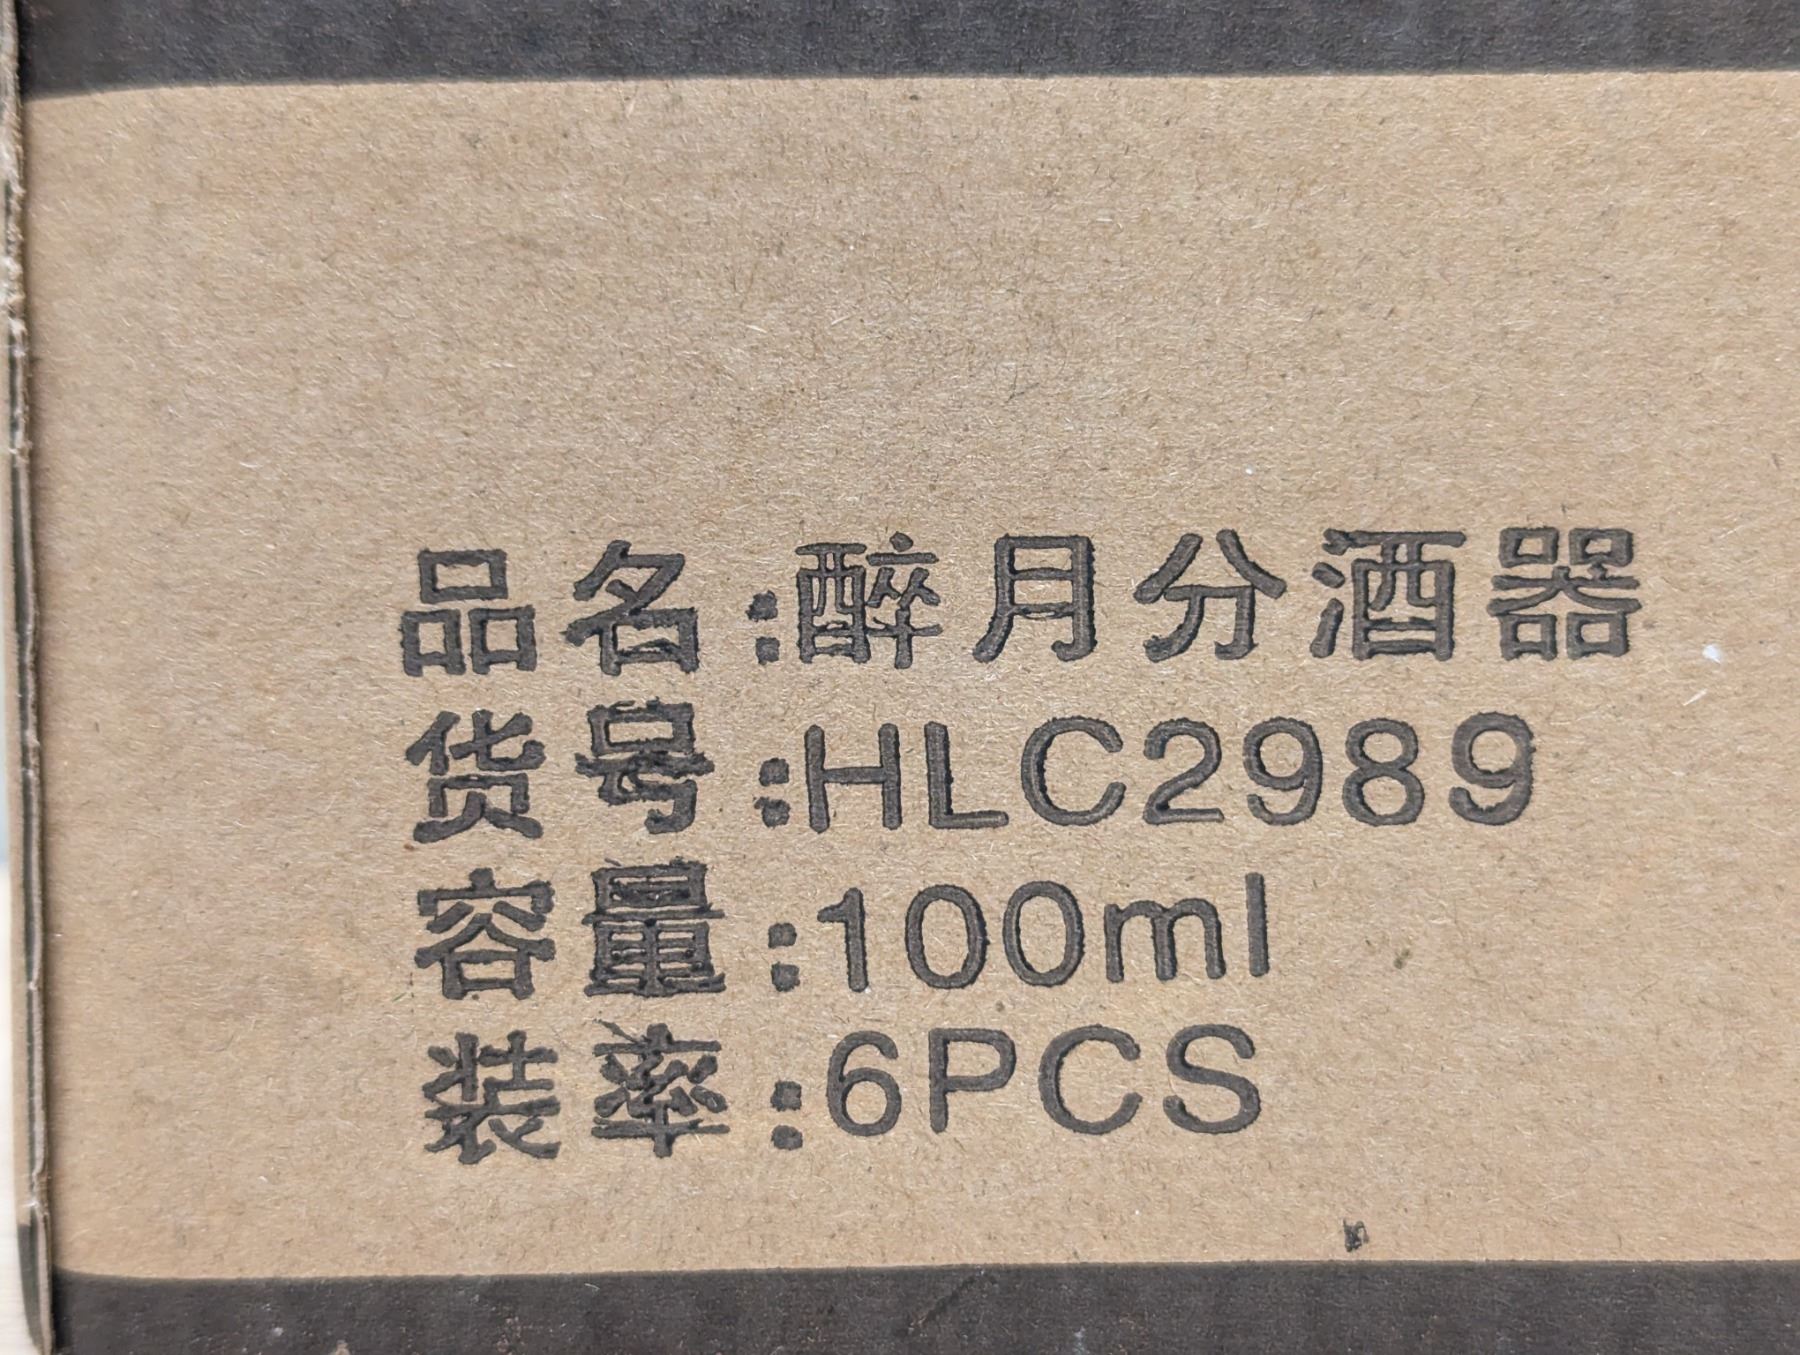 品名:醉月分酒器
货号:HLC2989
容量:100ml
装率:6PCS